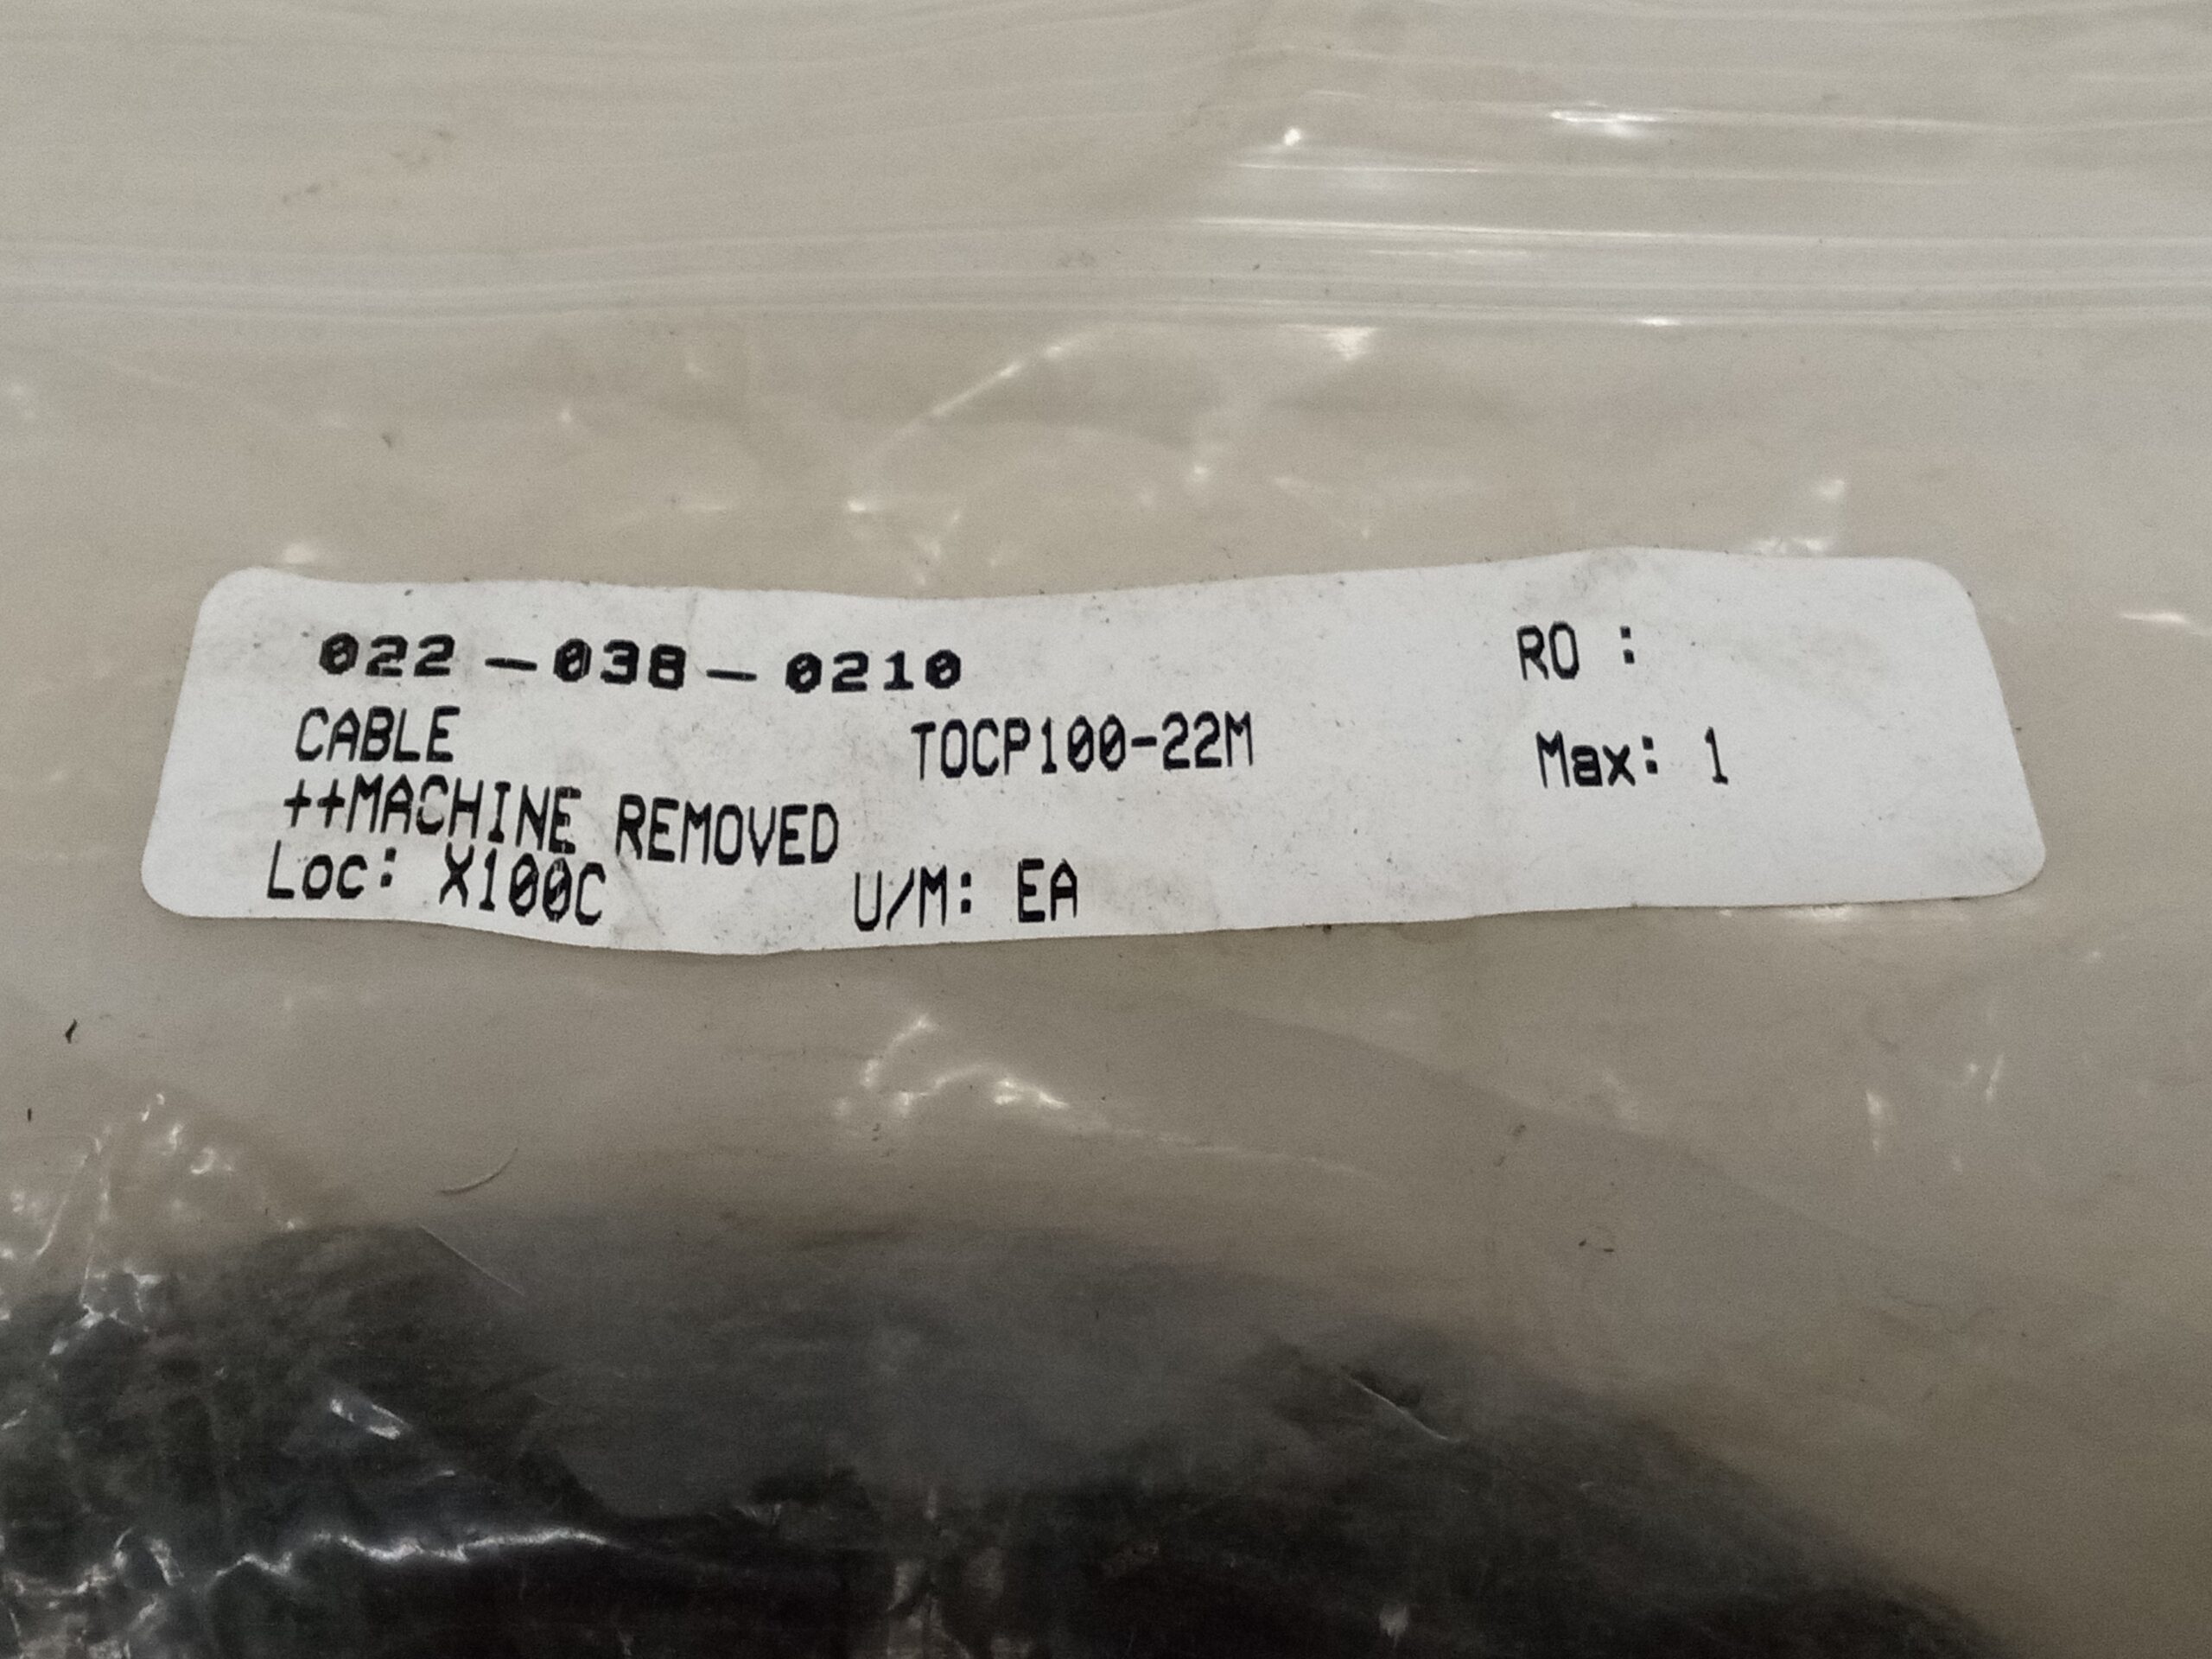 022-038-0210 RO :
CABLE TOCP100-22M Max: 1
++MACHINE REMOVED
Loc: X100C U/M: EA